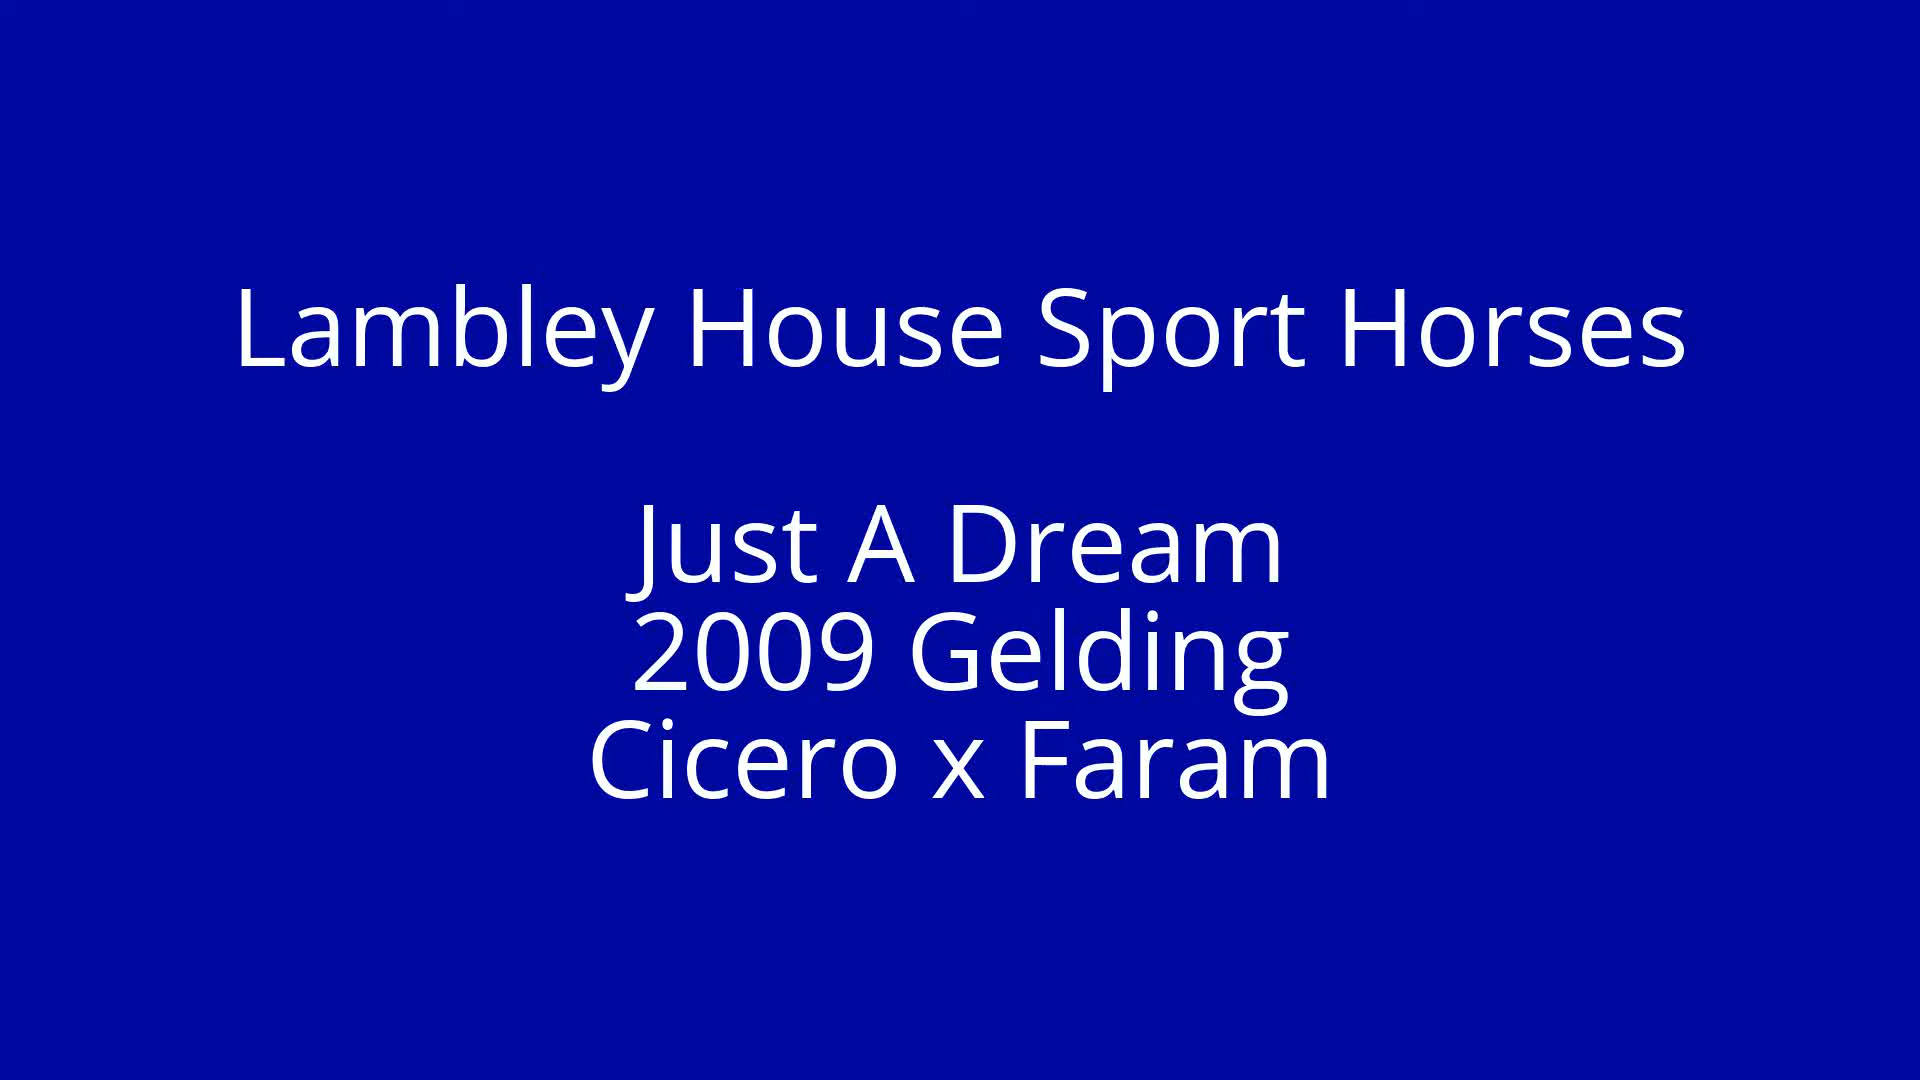 Lambley House Sport Horses
Just A Dream
2009 Gelding
Cicero x Faram